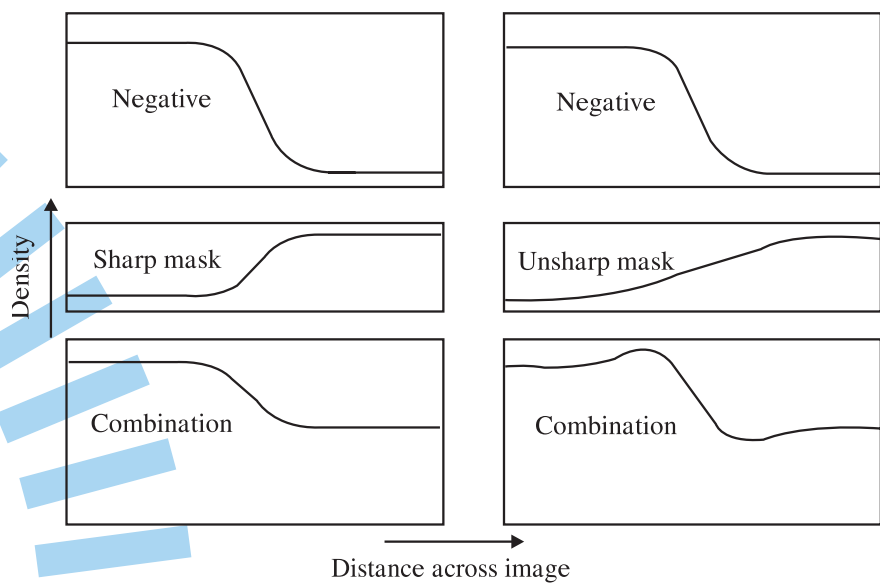 Negative
Negative
Density
Sharp mask
Unsharp mask
Combination
Combination
Distance across image